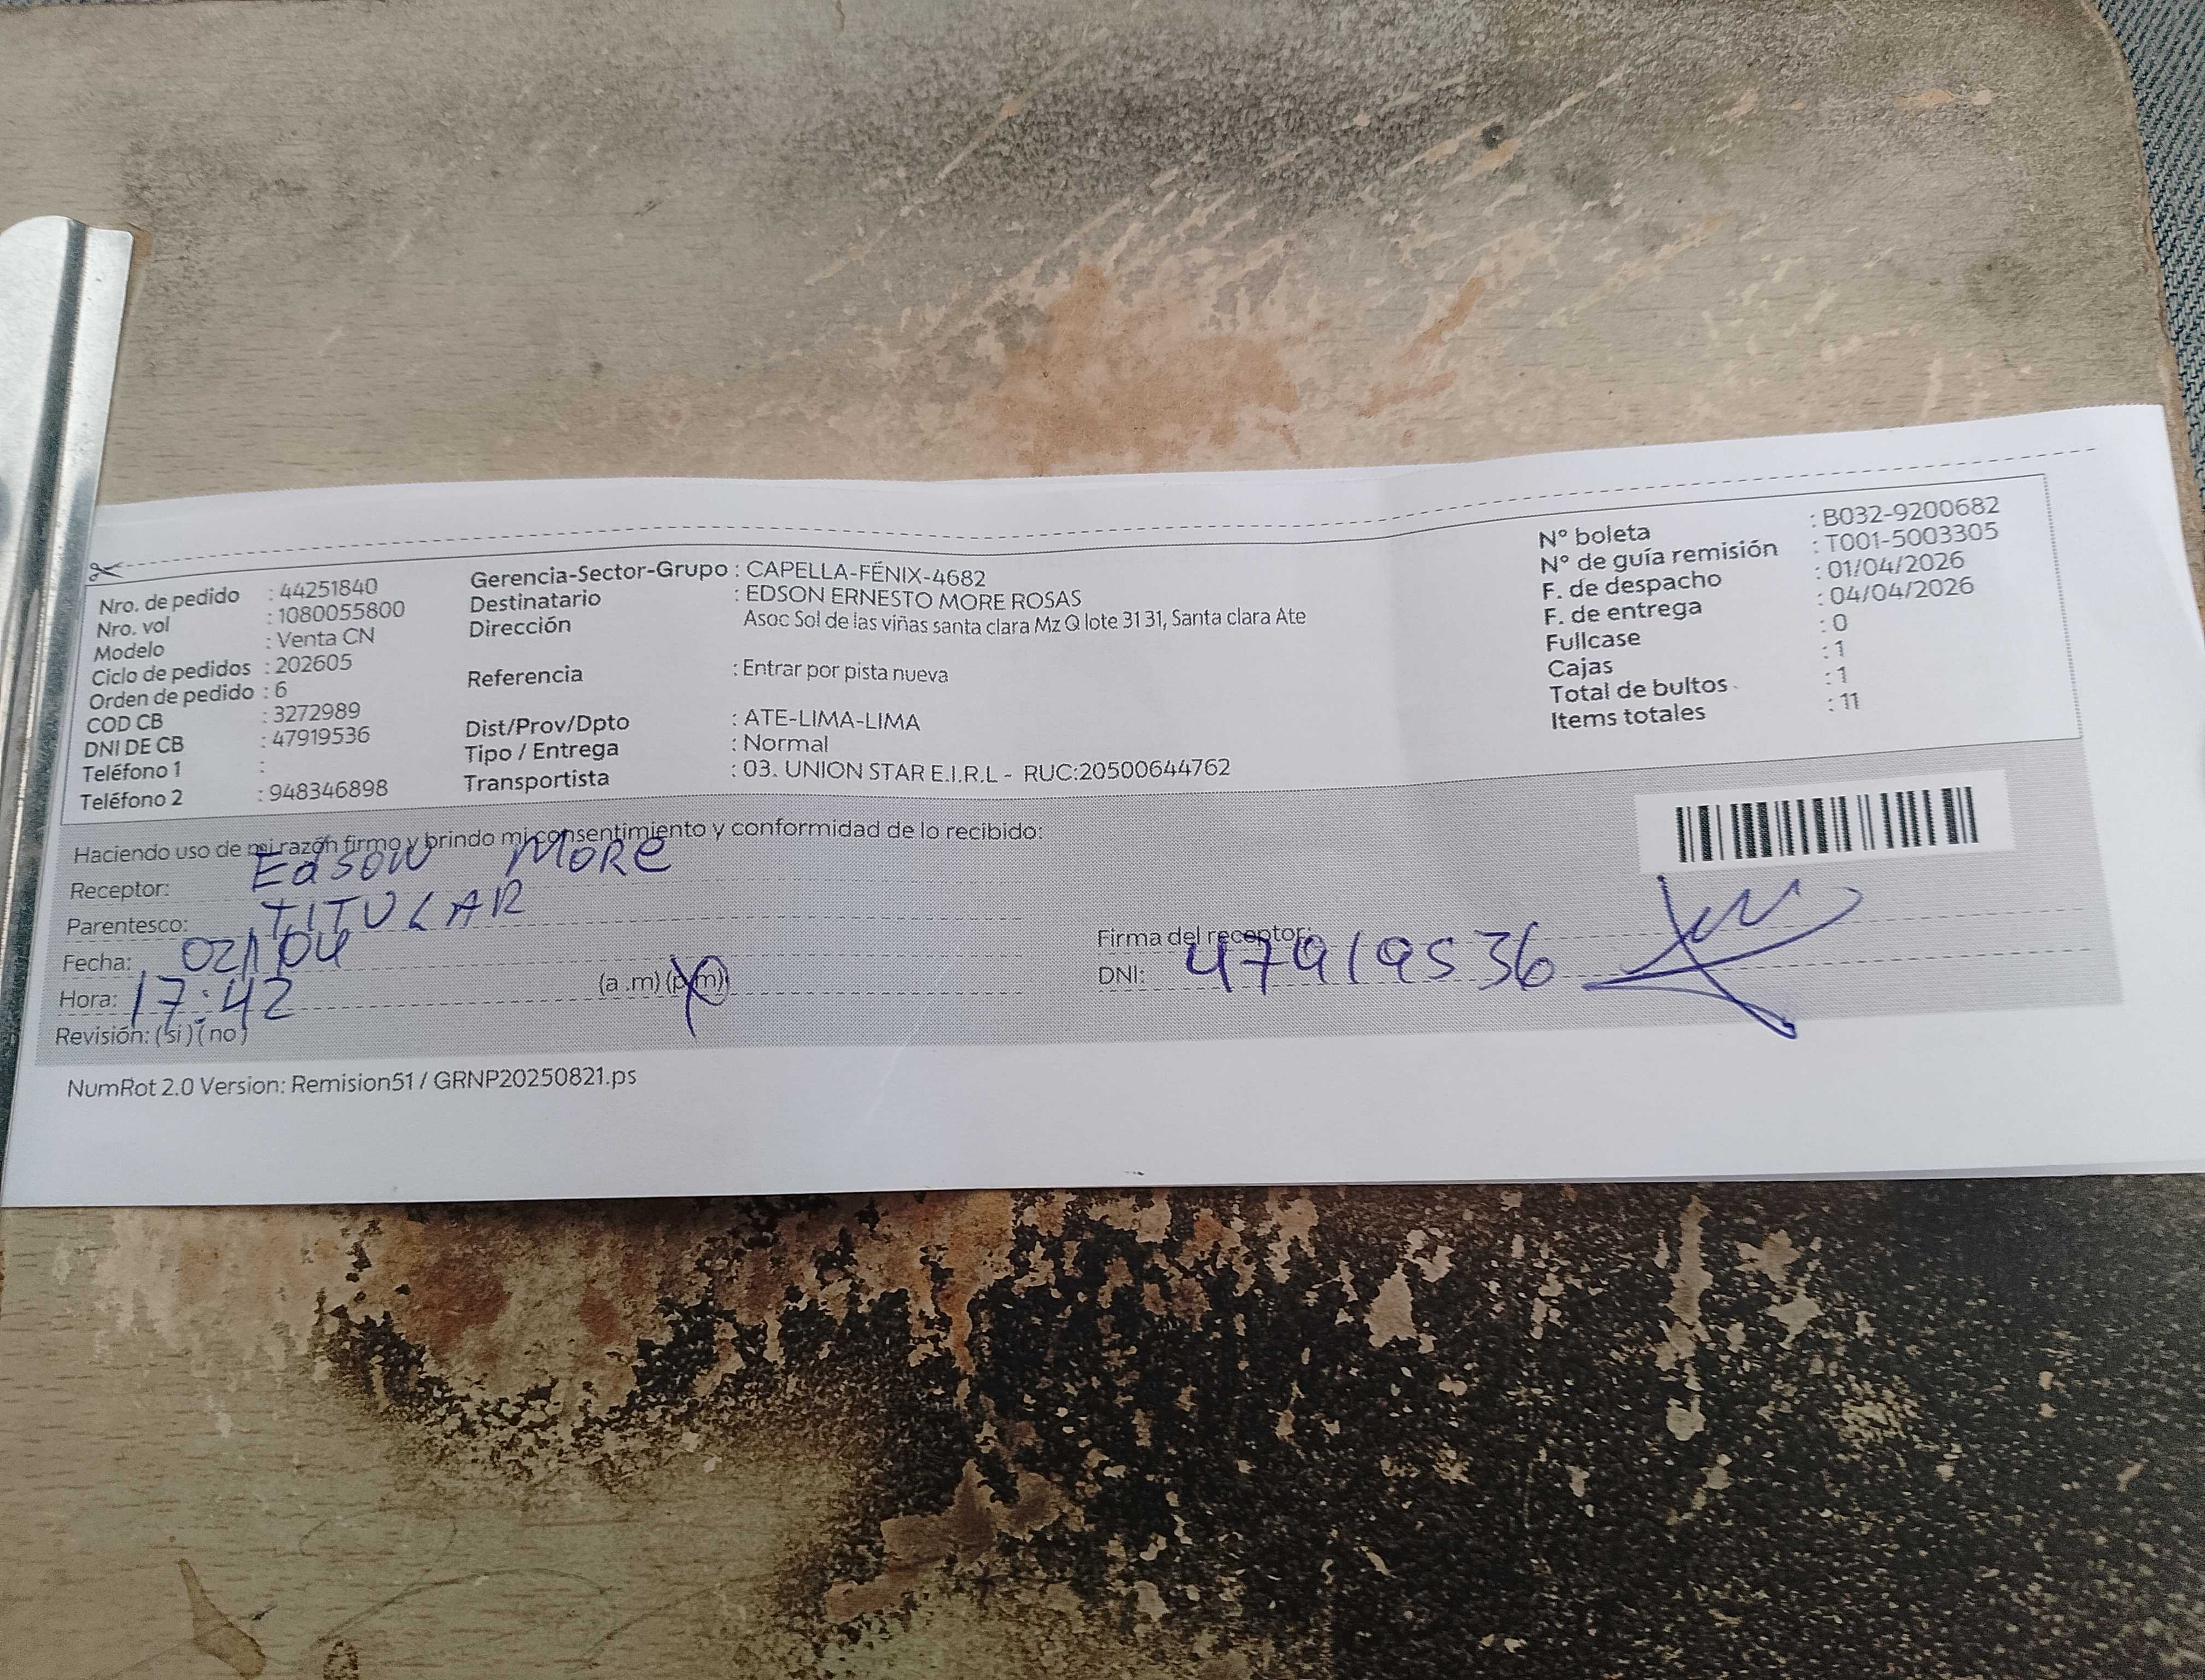 Nro. de pedido : 44251840
Nro. vol : 1080055800
Modelo : Venta CN
Ciclo de pedidos : 202605
Orden de pedido : 6
COD CB : 3272989
DNI DE CB : 47919536
Teléfono 1 :
Teléfono 2 : 948346898
Gerencia-Sector-Grupo : CAPELLA-FÉNIX-4682
Destinatario : EDSON ERNESTO MORE ROSAS
Dirección Asoc Sol de las viñas santa clara Mz Q lote 31 31, Santa clara Ate
Referencia : Entrar por pista nueva
Dist/Prov/Dpto : ATE-LIMA-LIMA
Tipo / Entrega : Normal
Transportista : 03. UNION STAR E.I.R.L - RUC:20500644762
N° boleta : B032-9200682
N° de guía remisión : T001-5003305
F. de despacho : 01/04/2026
F. de entrega : 04/04/2026
Fullcase : 0
Cajas : 1
Total de bultos : 1
Items totales : 11
Haciendo uso de mi razón firmo y brindo mi consentimiento y conformidad de lo recibido:
Receptor: Edson MORE
Parentesco: TITULAR
Fecha: 02/04
Hora: 17:42 (a .m) (p.m)
Revisión: (si) (no)
Firma del receptor:
DNI: 47919536
NumRot 2.0 Version: Remision51 / GRNP20250821.ps